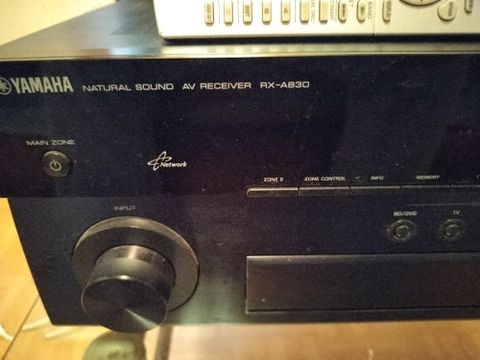 YAMAHA NATURAL SOUND AV RECEIVER RX-A830
MAIN ZONE
Network
ZONE 2 ZONE CONTROL INFO MEMORY
INPUT
BD/DVD TV